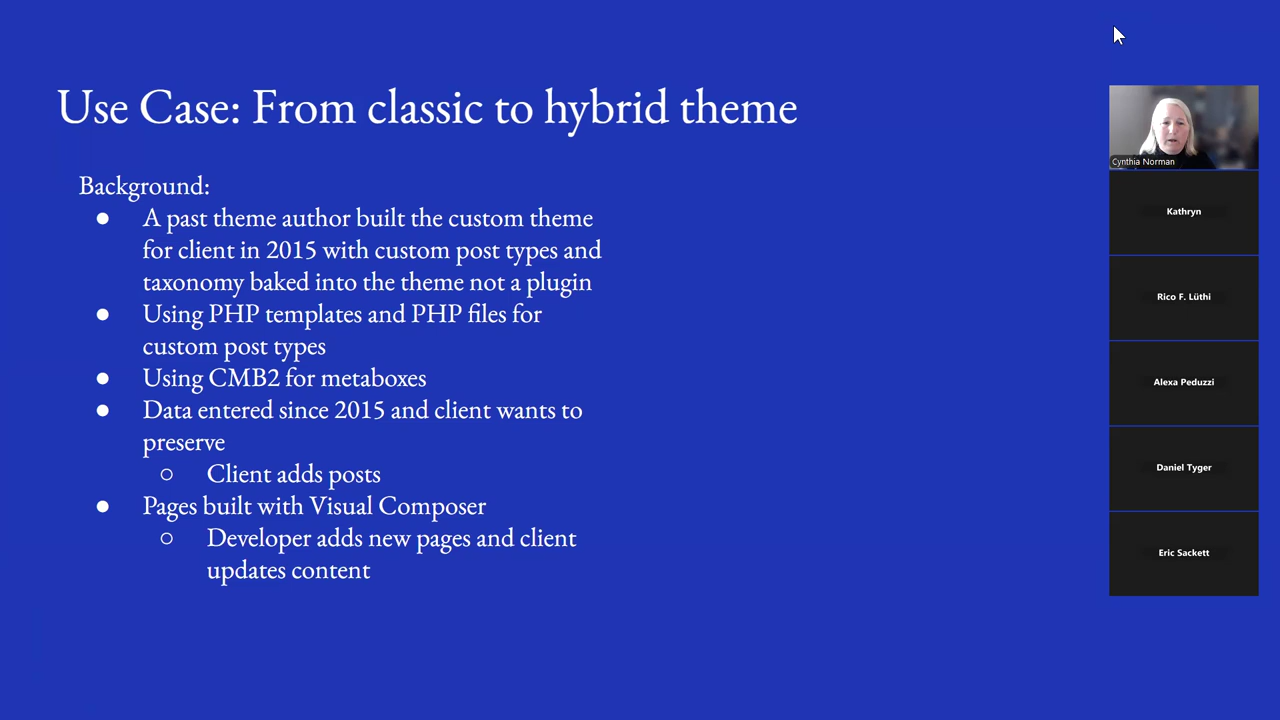 Use Case: From classic to hybrid theme
Background:
● A past theme author built the custom theme
for client in 2015 with custom post types and
taxonomy baked into the theme not a plugin
● Using PHP templates and PHP files for
custom post types
● Using CMB2 for metaboxes
● Data entered since 2015 and client wants to
preserve
○ Client adds posts
● Pages built with Visual Composer
○ Developer adds new pages and client
updates content
Cynthia Norman
Kathryn
Rico F. Lüthi
Alexa Peduzzi
Daniel Tyger
Eric Sackett